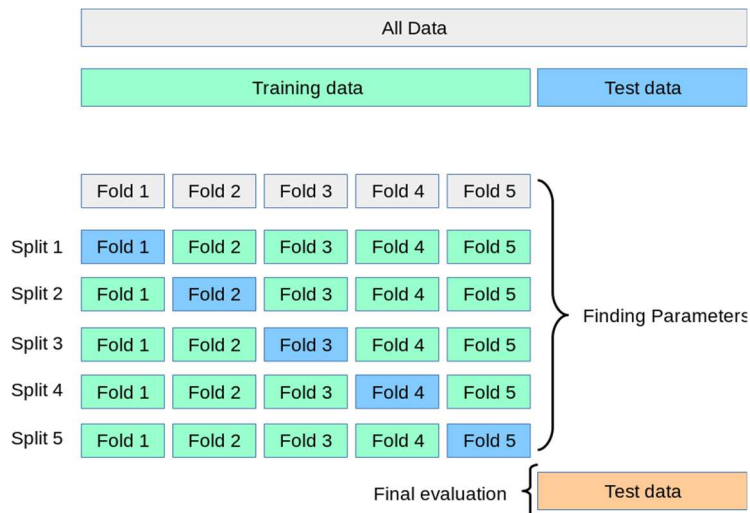 All Data
Training data Test data
Fold 1 Fold 2 Fold 3 Fold 4 Fold 5
Split 1 Fold 1 Fold 2 Fold 3 Fold 4 Fold 5
Split 2 Fold 1 Fold 2 Fold 3 Fold 4 Fold 5
Finding Parameters
Split 3 Fold 1 Fold 2 Fold 3 Fold 4 Fold 5
Split 4 Fold 1 Fold 2 Fold 3 Fold 4 Fold 5
Split 5 Fold 1 Fold 2 Fold 3 Fold 4 Fold 5
Final evaluation Test data